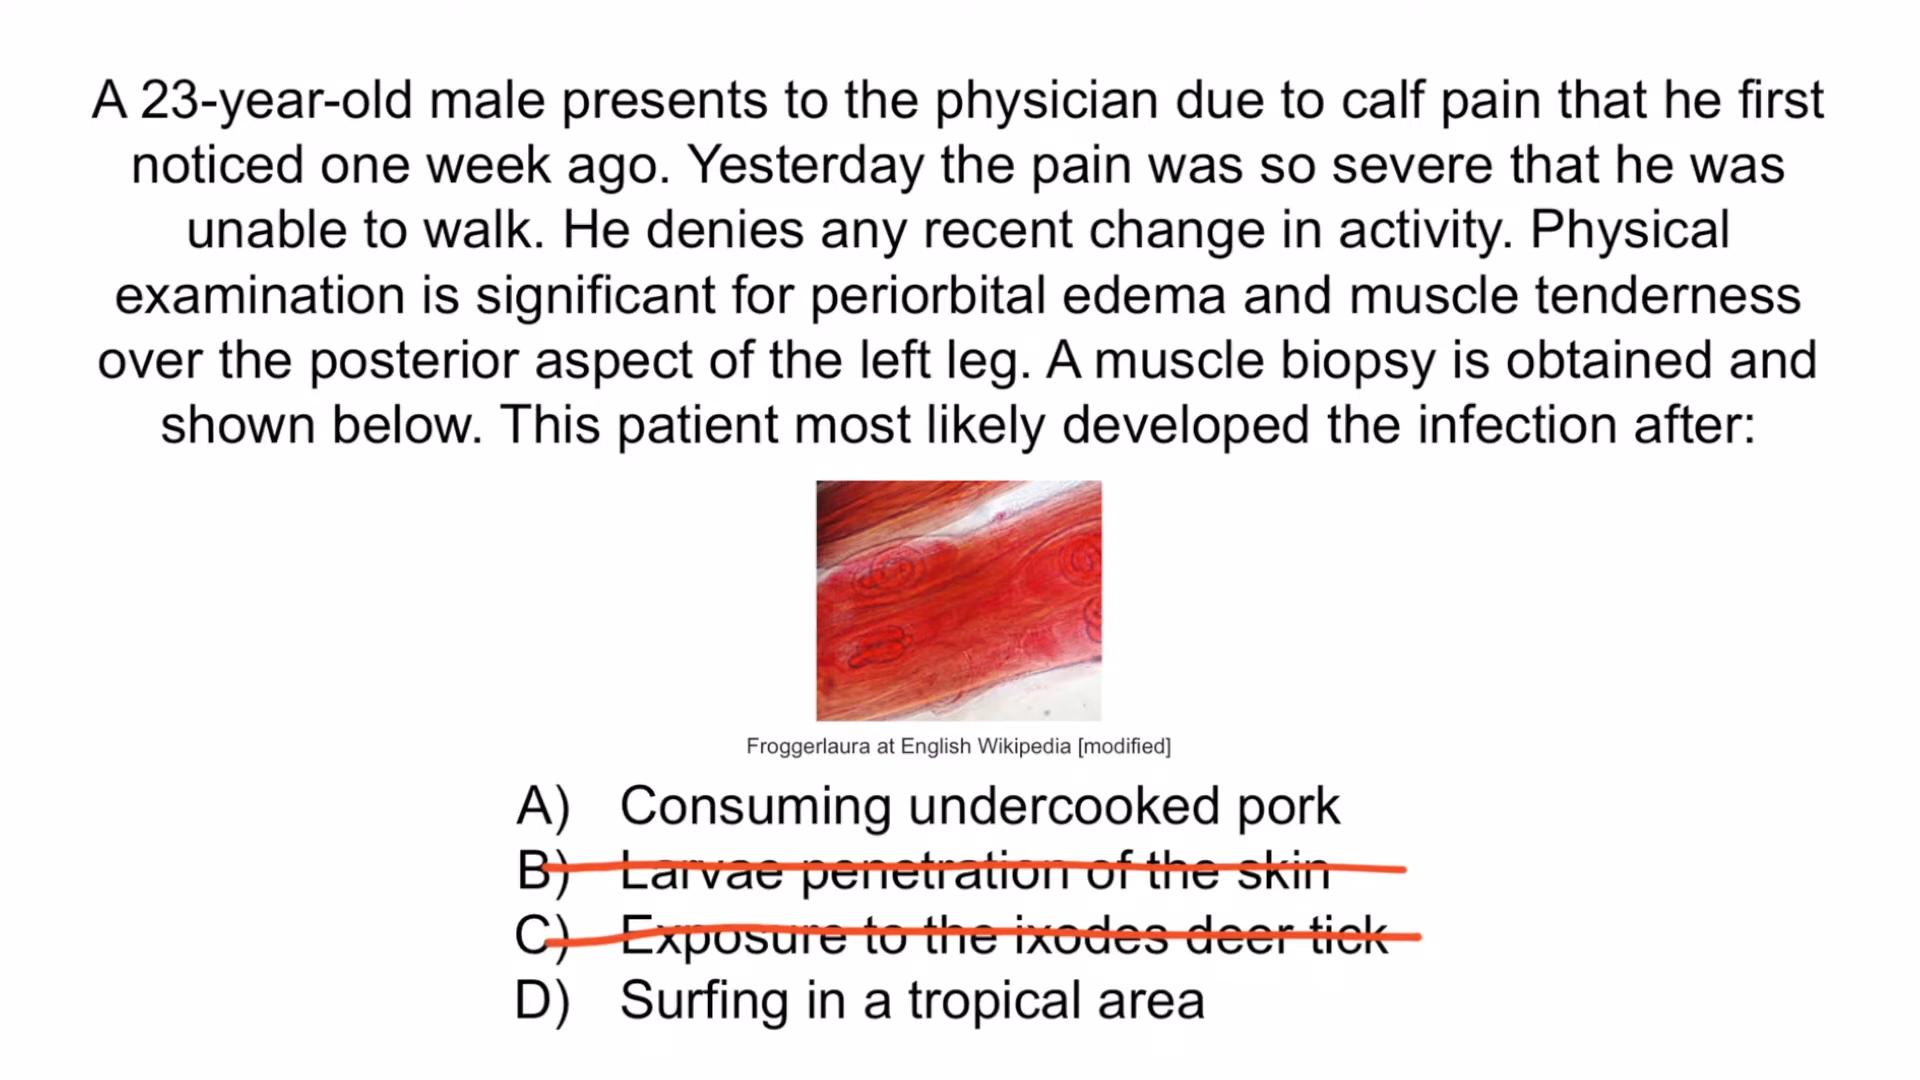 A 23-year-old male presents to the physician due to calf pain that he first
noticed one week ago. Yesterday the pain was so severe that he was
unable to walk. He denies any recent change in activity. Physical
examination is significant for periorbital edema and muscle tenderness
over the posterior aspect of the left leg. A muscle biopsy is obtained and
shown below. This patient most likely developed the infection after:
Froggerlaura at English Wikipedia [modified]
A) Consuming undercooked pork
B) Larvae penetration of the skin
C) Exposure to the ixodes deer tick
D) Surfing in a tropical area